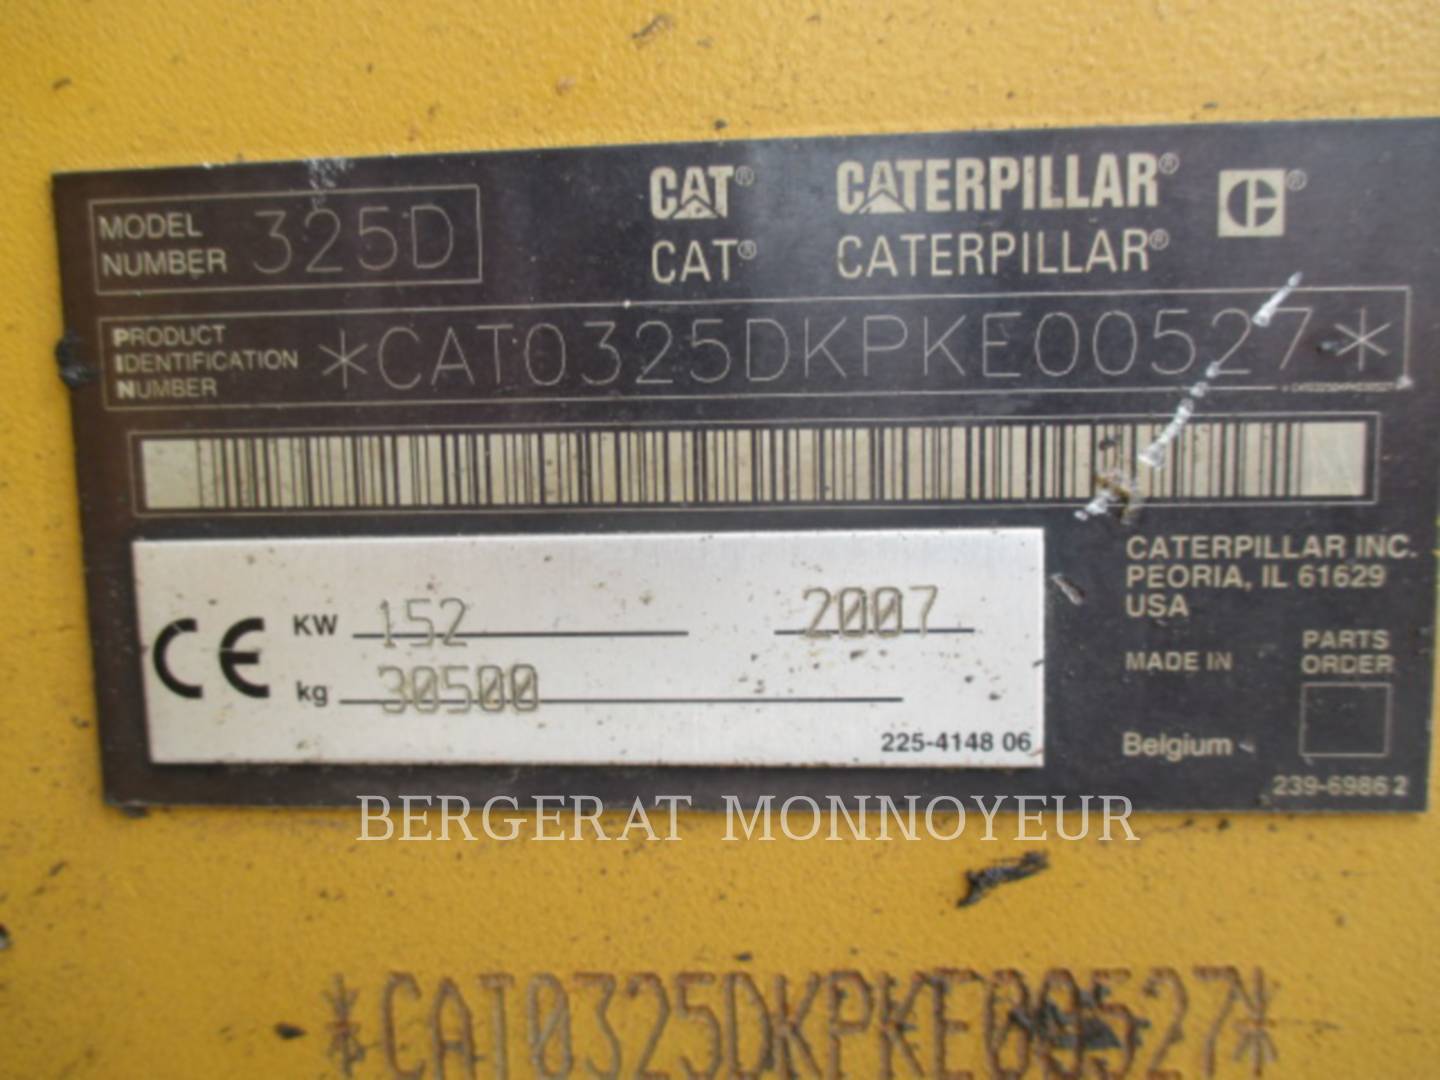 MODEL NUMBER 325D
CAT® CATERPILLAR® ®
CAT® CATERPILLAR®
PRODUCT IDENTIFICATION NUMBER *CAT0325DKPKE00527*
CE
KW 152 2007
kg 30500
225-4148 06
CATERPILLAR INC.
PEORIA, IL 61629
USA
MADE IN
Belgium
PARTS
ORDER
239-6986 2
BERGERAT MONNOYEUR
*CAT0325DKPKE00527*